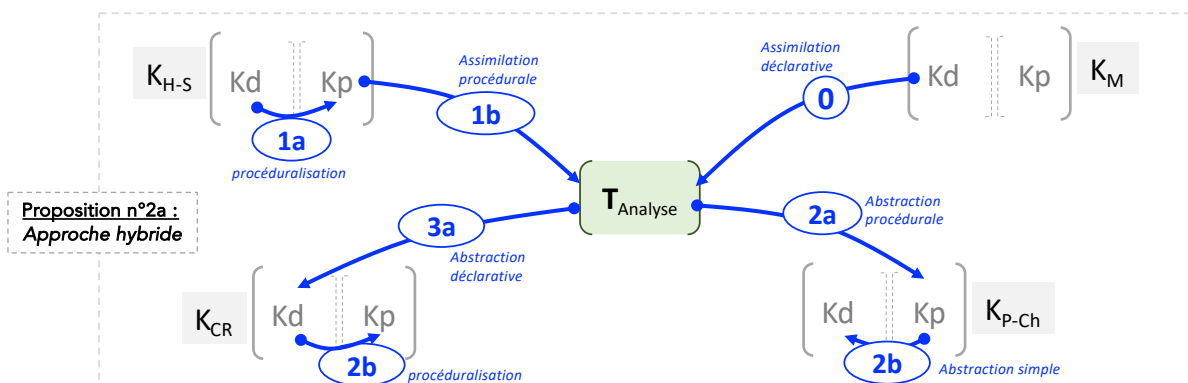 K_H-S
Kd
Kp
1a
procéduralisation
Assimilation
procédurale
1b
Assimilation
déclarative
0
Kd
Kp
K_M
T_Analyse
Proposition n°2a :
Approche hybride
3a
Abstraction
déclarative
2a
Abstraction
procédurale
K_CR
Kd
Kp
2b
procéduralisation
Kd
Kp
K_P-Ch
2b
Abstraction simple